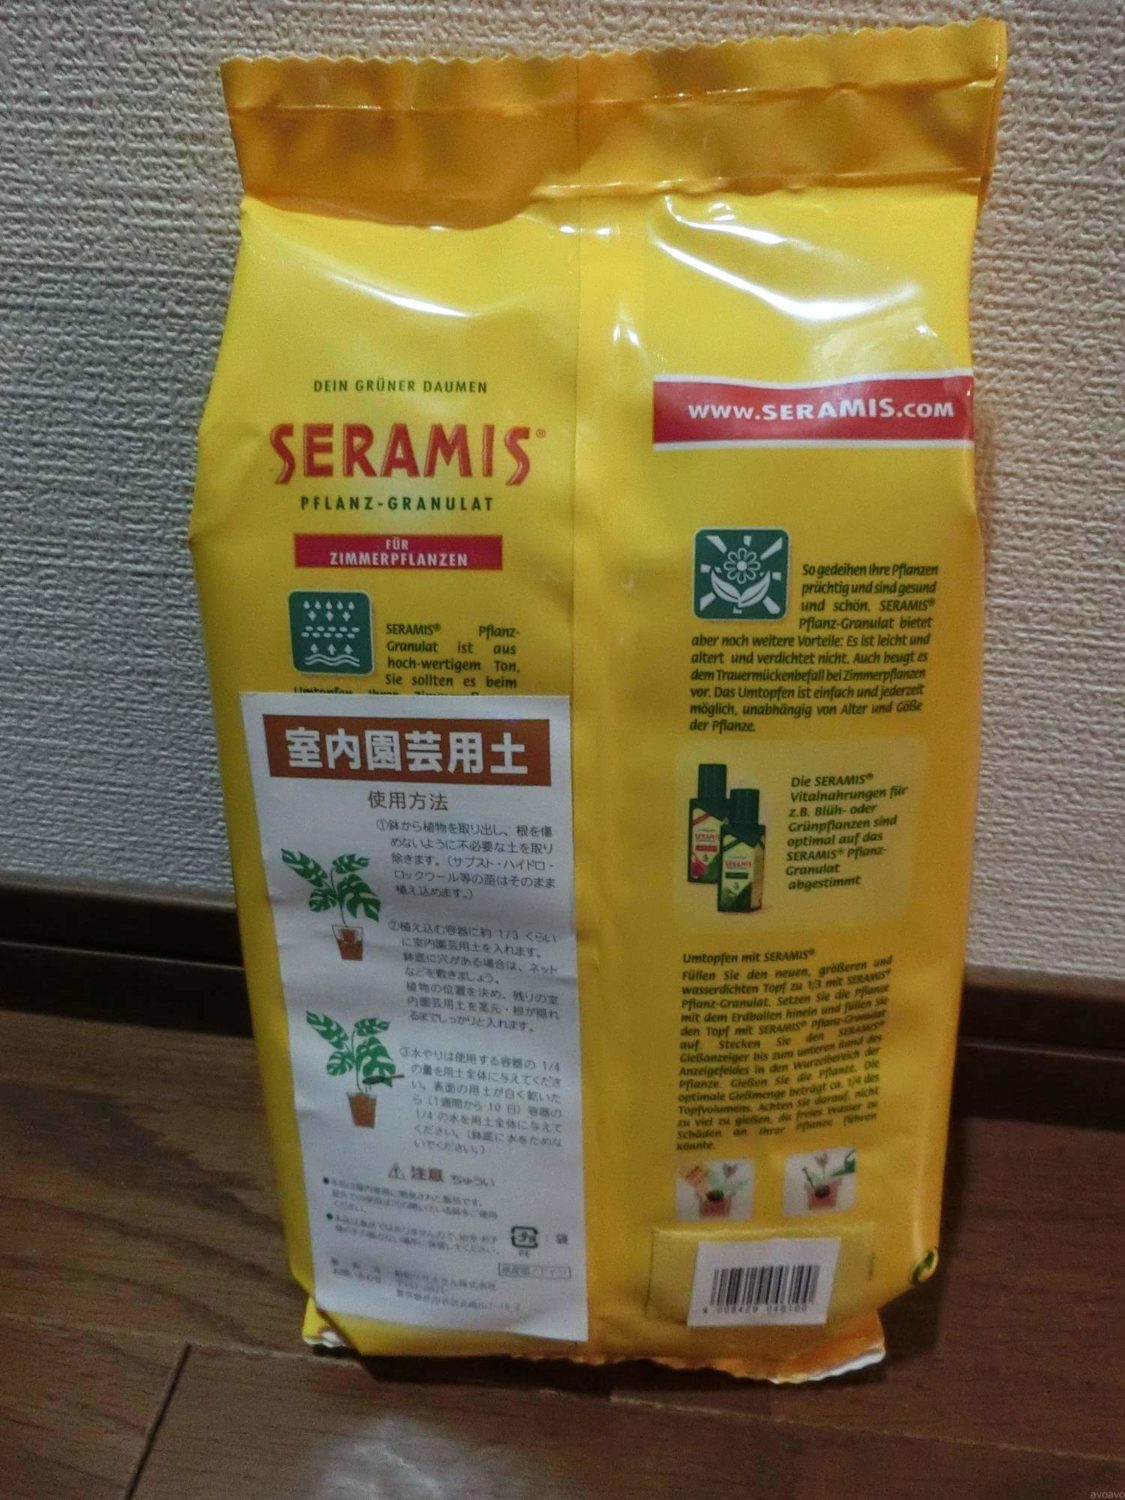 DEIN GRÜNER DAUMEN
SERAMIS®
PFLANZ-GRANULAT
FÜR
ZIMMERPFLANZEN
SERAMIS® Pflanz-
Granulat ist aus
hoch-wertigem Ton,
Sie sollten es beim
室内園芸用土
使用方法
①鉢から植物を取り出し、根を傷
めないように不必要な土を取り
除きます。(サブスト・ハイドロ・
ロックウール等の苗はそのまま
植え込めます。)
②植え込む容器に約 1/3 くらい
に室内園芸用土を入れます。
鉢底に穴がある場合は、ネット
などを敷きましょう。
植物の位置を決め、残りの室
内園芸用土を茎元・根が隠れ
るまでしっかりと入れます。
③水やりは使用する容器の 1/4
の量を用土全体に与えてくださ
い。表面の用土が白く乾いた
ら(1週間から 10 日)容器の
1/4 の水を用土全体に与えて
ください。(鉢底に水をためな
いでください。)
注意 ちゅうい
プラ : 袋
PE
原産国/ドイツ
WWW.SERAMIS.COM
So gedeihen Ihre Pflanzen
prächtig und sind gesund
und schön. SERAMIS®
Pflanz-Granulat bietet
aber noch weitere Vorteile: Es ist leicht und
altert und verdichtet nicht. Auch beugt es
dem Trauermückenbefall bei Zimmerpflanzen
vor. Das Umtopfen ist einfach und jederzeit
möglich, unabhängig von Alter und Göße
der Pflanze.
Die SERAMIS®
Vitalnahrungen für
z.B. Blüh- oder
Grünpflanzen sind
optimal auf das
SERAMIS® Pflanz-
Granulat
abgestimmt
Umtopfen mit SERAMIS®
Füllen Sie den neuen, größeren und
wasserdichten Topf zu 1/3 mit SERAMIS®
Pflanz-Granulat. Setzen Sie die Pflanze
mit dem Erdballen hinein und füllen Sie
den Topf mit SERAMIS® Pflanz-Granulat
auf. Stecken Sie den SERAMIS®
Gießanzeiger bis zum unteren Rand des
Anzeigefeldes in den Wurzelbereich der
Pflanze. Gießen Sie die Pflanze. Die
optimale Gießmenge beträgt ca. 1/4 des
Topfvolumens. Achten Sie darauf, nicht
zu viel zu gießen, da freies Wasser zu
Schäden an Ihrer Pflanze führen
könnte.
4 008429 048100
avoavo